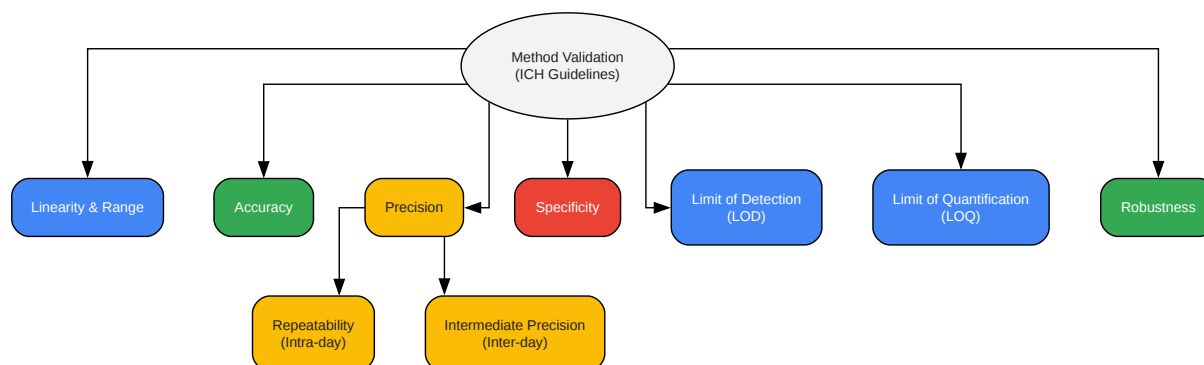 Method Validation
(ICH Guidelines)
Linearity & Range
Accuracy
Precision
Specificity
Limit of Detection
(LOD)
Limit of Quantification
(LOQ)
Robustness
Repeatability
(Intra-day)
Intermediate Precision
(Inter-day)